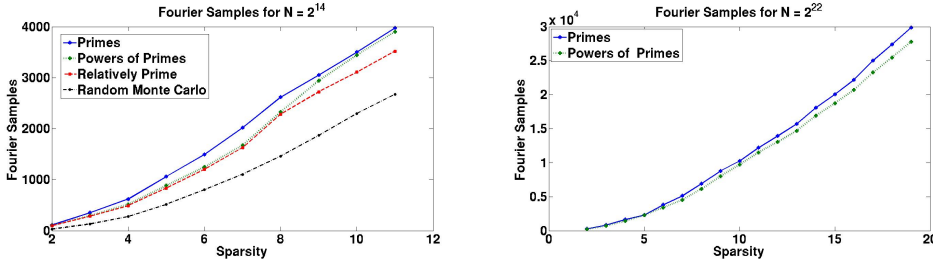 Fourier Samples for N = 2^14
4000
3000
2000
1000
0
Fourier Samples
Primes
Powers of Primes
Relatively Prime
Random Monte Carlo
2 4 6 8 10 12
Sparsity
Fourier Samples for N = 2^22
3 x 10^4
2.5
2
1.5
1
0.5
0
Fourier Samples
Primes
Powers of Primes
0 5 10 15 20
Sparsity